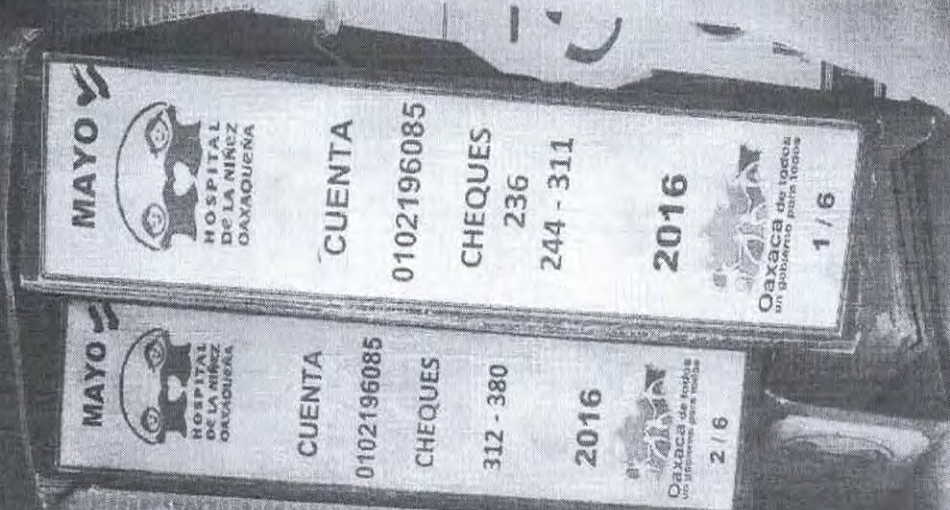 MAYO
HOSPITAL
DE LA NIÑEZ
OAXAQUEÑA
CUENTA
0102196085
CHEQUES
236
244 - 311
2016
Oaxaca de todos
un gobierno para todos
1 / 6
MAYO
HOSPITAL
DE LA NIÑEZ
OAXAQUEÑA
CUENTA
0102196085
CHEQUES
312 - 380
2016
Oaxaca de todos
un gobierno para todos
2 / 6